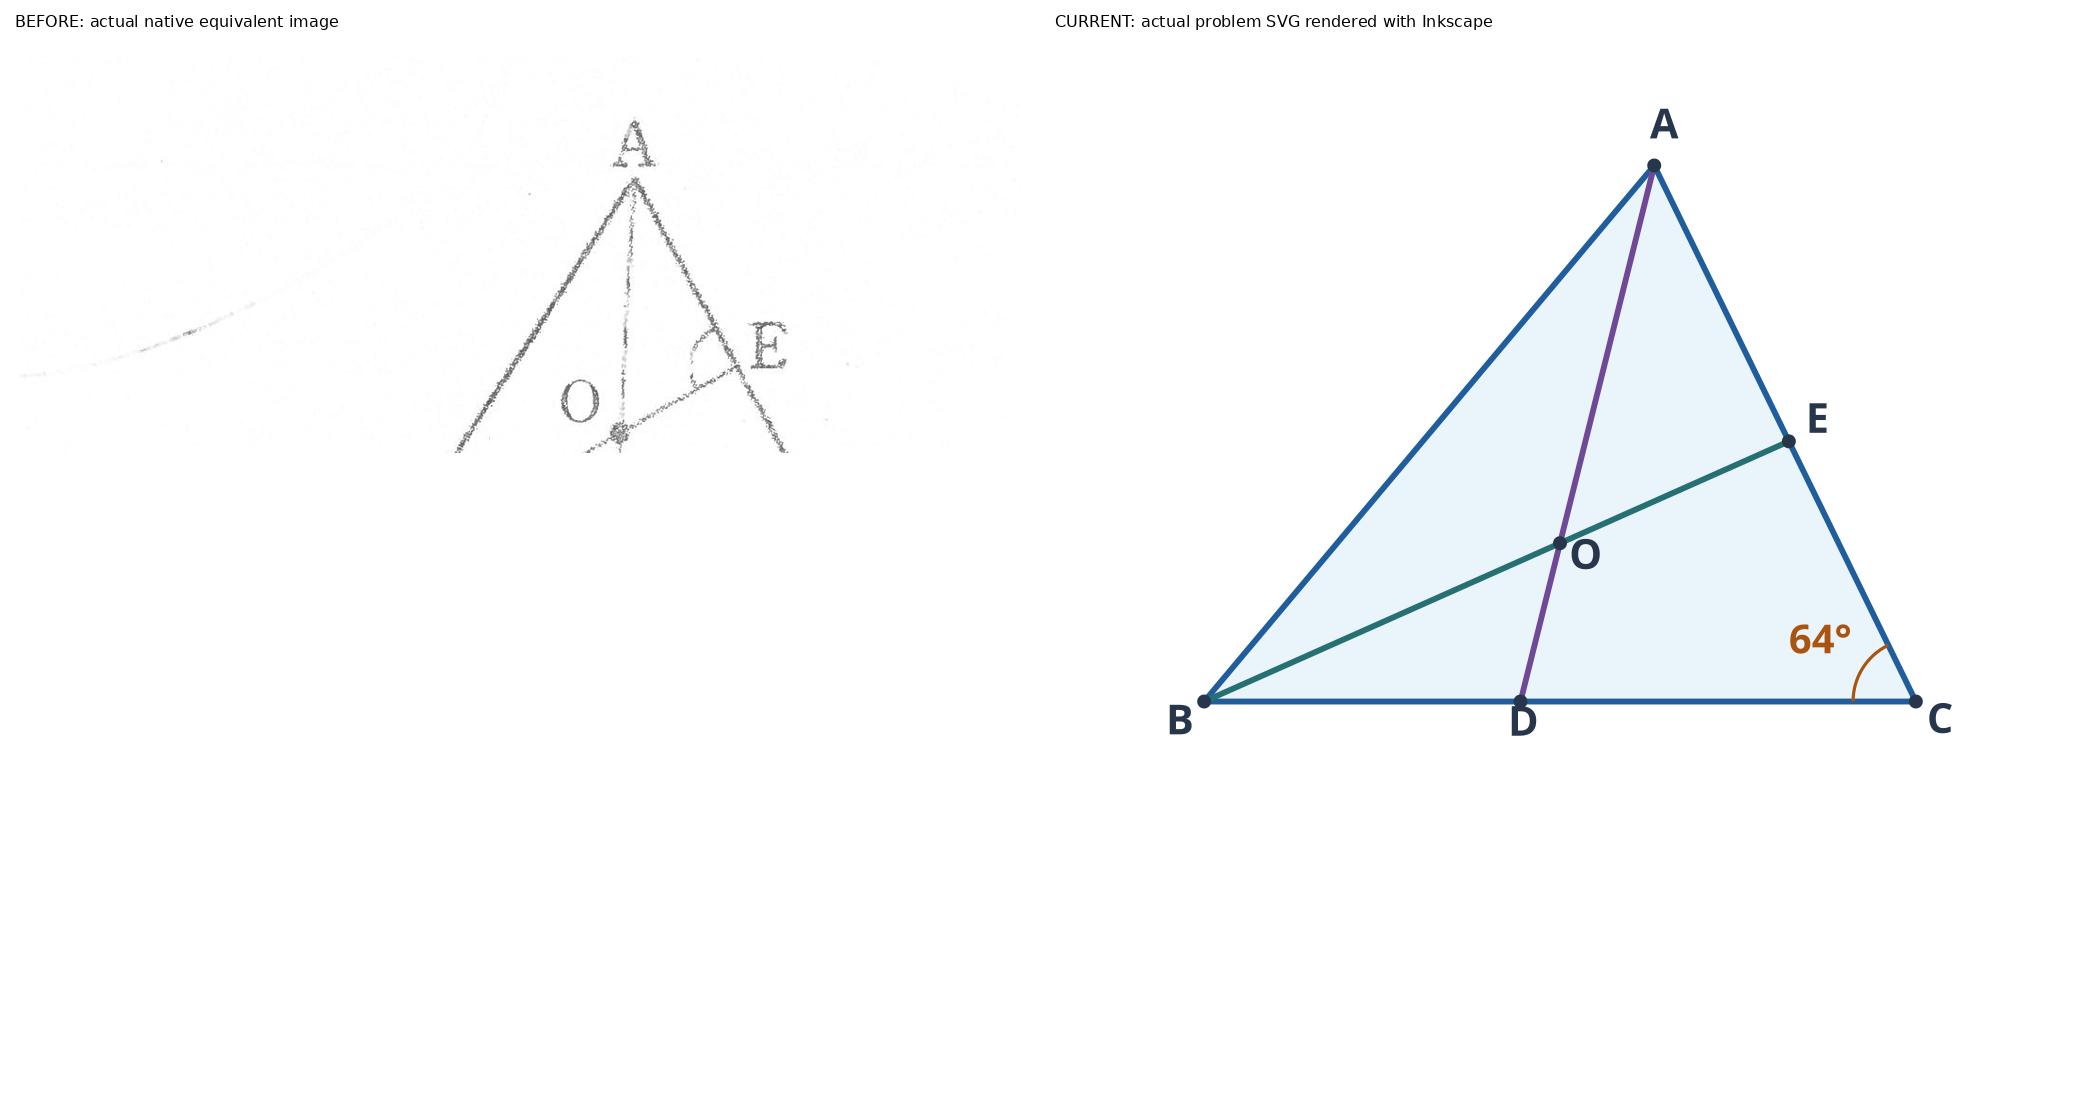 BEFORE: actual native equivalent image
CURRENT: actual problem SVG rendered with Inkscape
A
E
O
A
E
O
64°
B
D
C